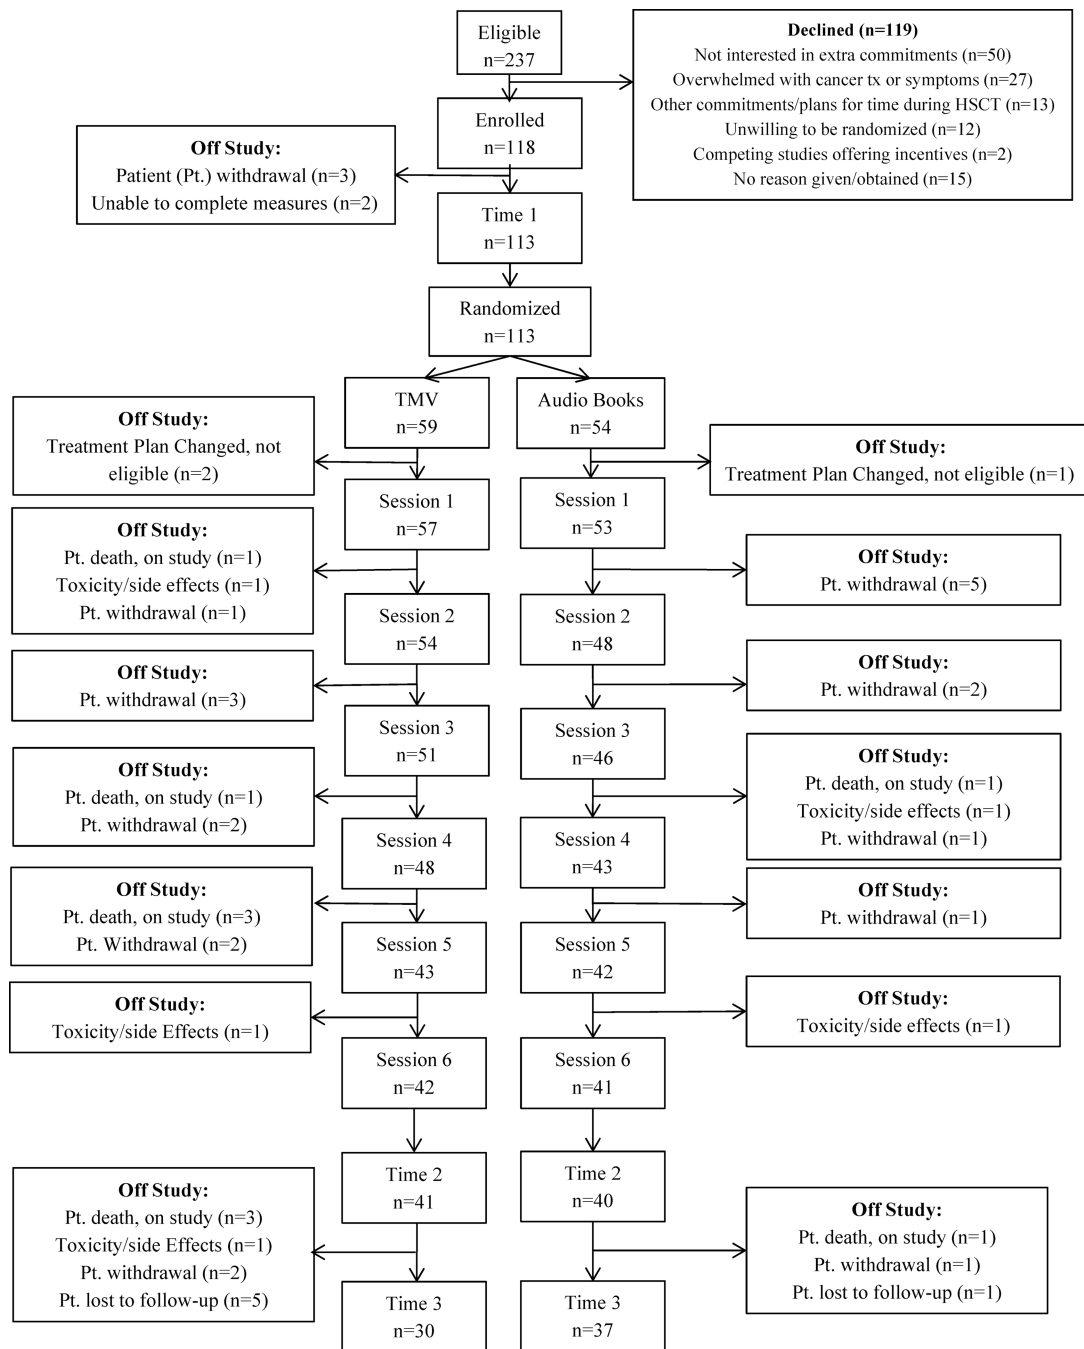 Eligible
n=237
Declined (n=119)
Not interested in extra commitments (n=50)
Overwhelmed with cancer tx or symptoms (n=27)
Other commitments/plans for time during HSCT (n=13)
Unwilling to be randomized (n=12)
Competing studies offering incentives (n=2)
No reason given/obtained (n=15)
Enrolled
n=118
Off Study:
Patient (Pt.) withdrawal (n=3)
Unable to complete measures (n=2)
Time 1
n=113
Randomized
n=113
TMV
n=59
Audio Books
n=54
Off Study:
Treatment Plan Changed, not
eligible (n=2)
Off Study:
Treatment Plan Changed, not eligible (n=1)
Session 1
n=57
Session 1
n=53
Off Study:
Pt. death, on study (n=1)
Toxicity/side effects (n=1)
Pt. withdrawal (n=1)
Off Study:
Pt. withdrawal (n=5)
Session 2
n=54
Session 2
n=48
Off Study:
Pt. withdrawal (n=3)
Off Study:
Pt. withdrawal (n=2)
Session 3
n=51
Session 3
n=46
Off Study:
Pt. death, on study (n=1)
Pt. withdrawal (n=2)
Off Study:
Pt. death, on study (n=1)
Toxicity/side effects (n=1)
Pt. withdrawal (n=1)
Session 4
n=48
Session 4
n=43
Off Study:
Pt. death, on study (n=3)
Pt. Withdrawal (n=2)
Off Study:
Pt. withdrawal (n=1)
Session 5
n=43
Session 5
n=42
Off Study:
Toxicity/side Effects (n=1)
Off Study:
Toxicity/side effects (n=1)
Session 6
n=42
Session 6
n=41
Time 2
n=41
Time 2
n=40
Off Study:
Pt. death, on study (n=3)
Toxicity/side Effects (n=1)
Pt. withdrawal (n=2)
Pt. lost to follow-up (n=5)
Off Study:
Pt. death, on study (n=1)
Pt. withdrawal (n=1)
Pt. lost to follow-up (n=1)
Time 3
n=30
Time 3
n=37